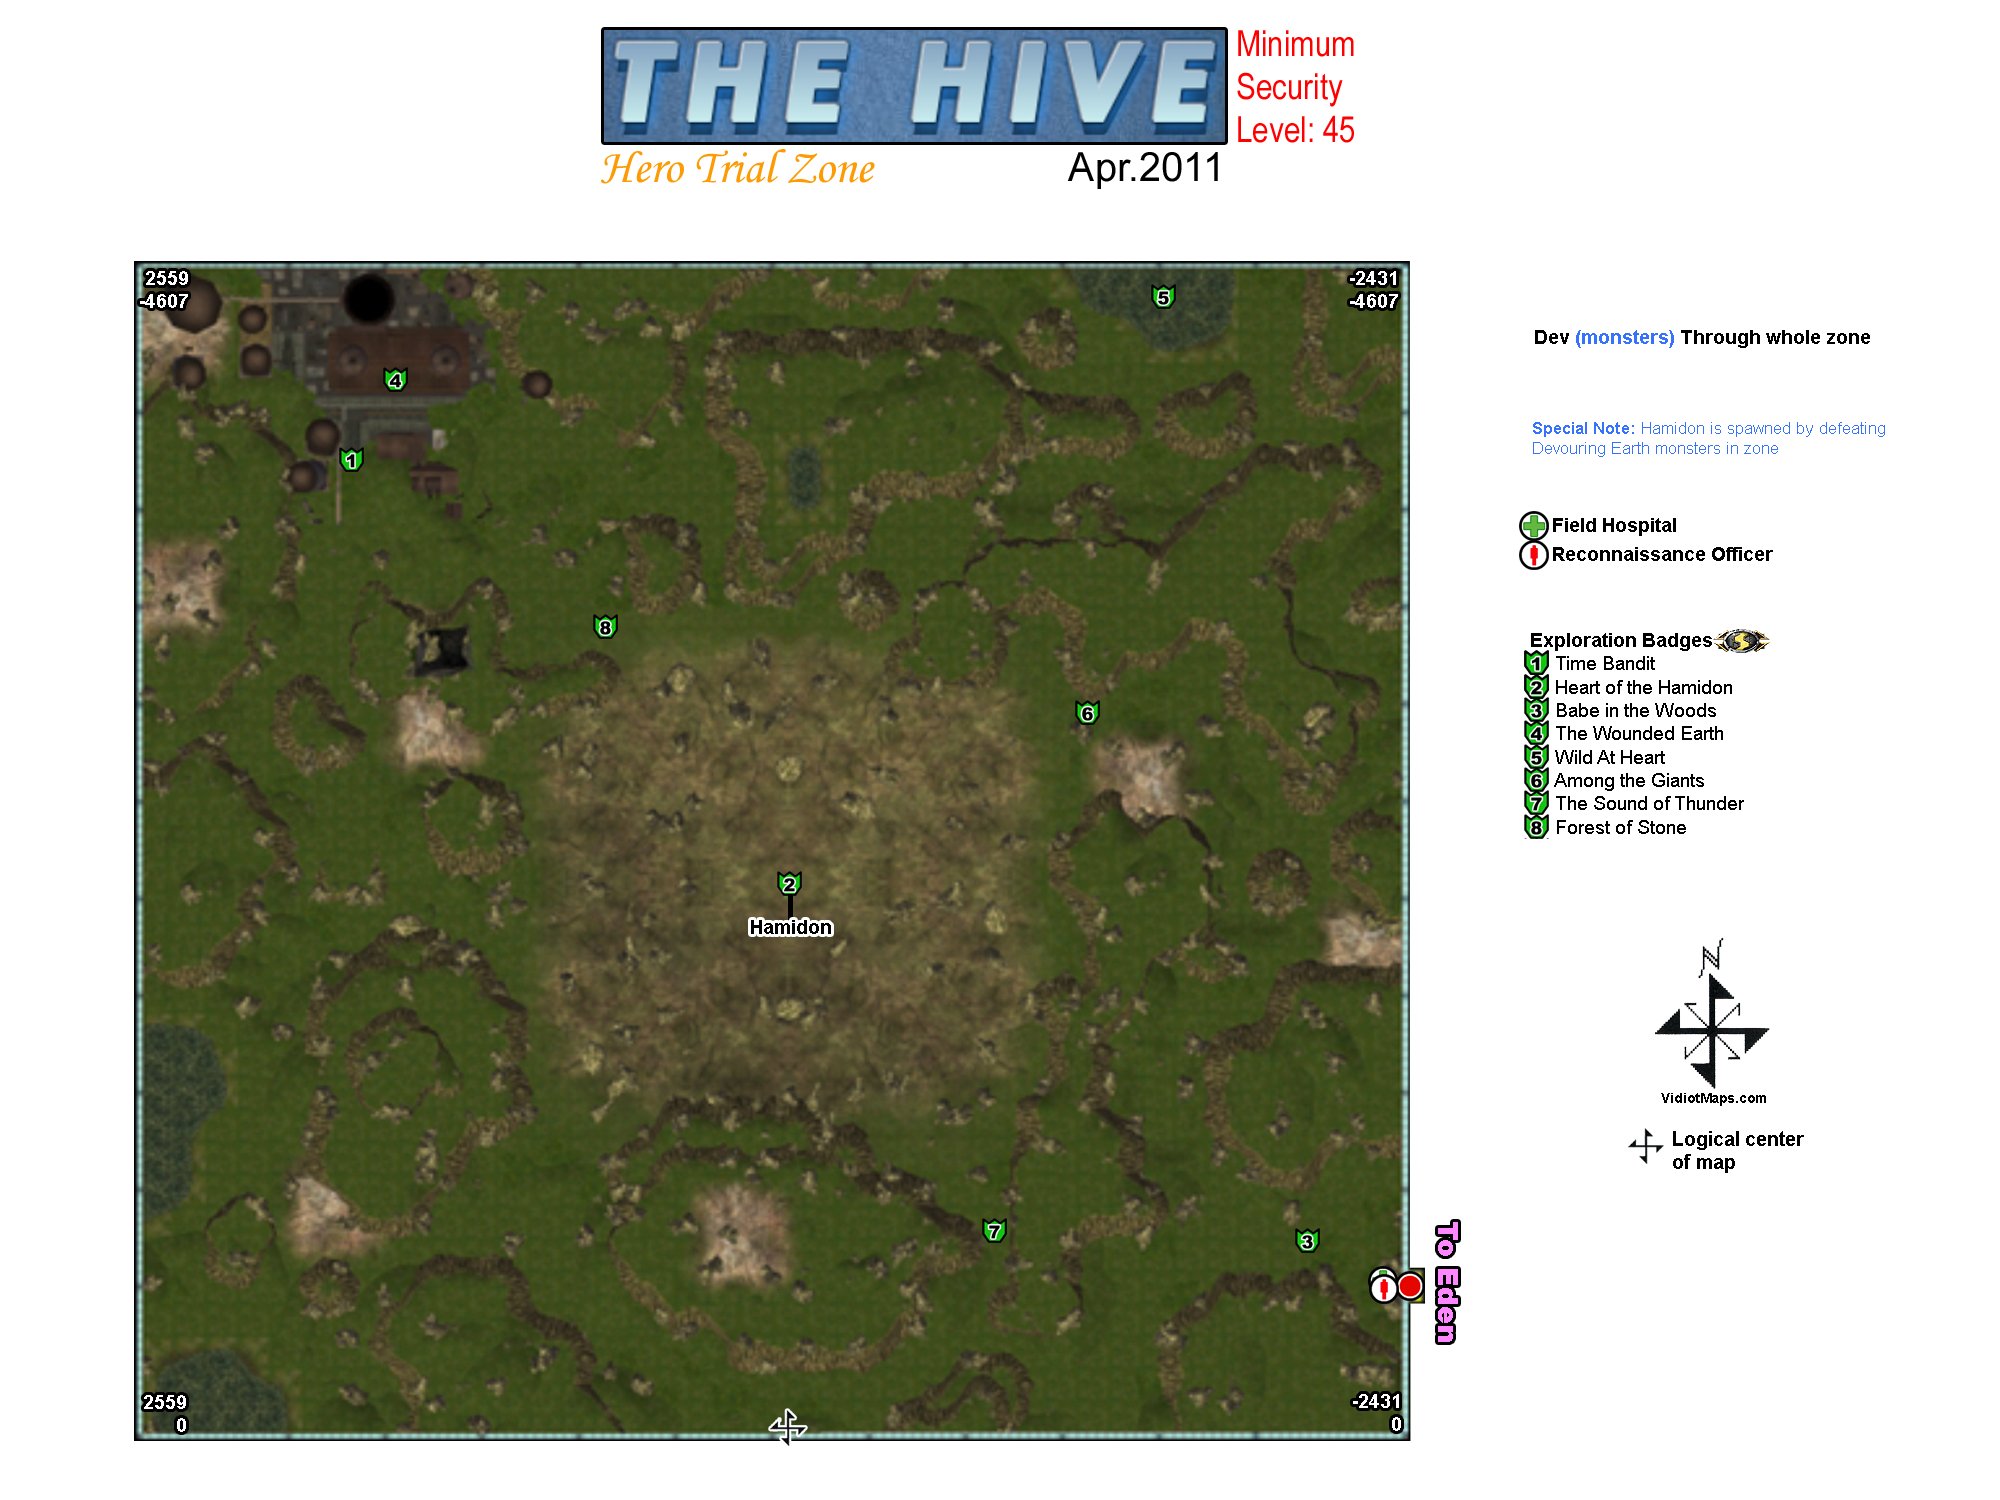 THE HIVE
Minimum
Security
Level: 45
Hero Trial Zone
Apr.2011
2559
-4607
-2431
-4607
5
4
1
8
6
2
Hamidon
7
3
2559
0
-2431
0
To Eden
Dev (monsters) Through whole zone
Special Note: Hamidon is spawned by defeating
Devouring Earth monsters in zone
Field Hospital
Reconnaissance Officer
Exploration Badges
1 Time Bandit
2 Heart of the Hamidon
3 Babe in the Woods
4 The Wounded Earth
5 Wild At Heart
6 Among the Giants
7 The Sound of Thunder
8 Forest of Stone
N
VidiotMaps.com
Logical center
of map